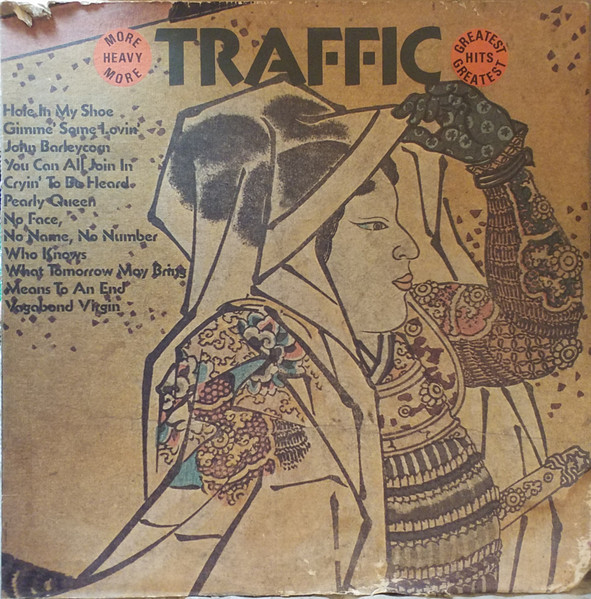 MORE
HEAVY
MORE
TRAFFIC
GREATEST
HITS
GREATEST
Hole In My Shoe
Gimme' Some Lovin'
John Barleycorn
You Can All Join In
Cryin' To Be Heard
Pearly Queen
No Face,
No Name, No Number
Who Knows
What Tomorrow May Bring
Means To An End
Vagabond Virgin